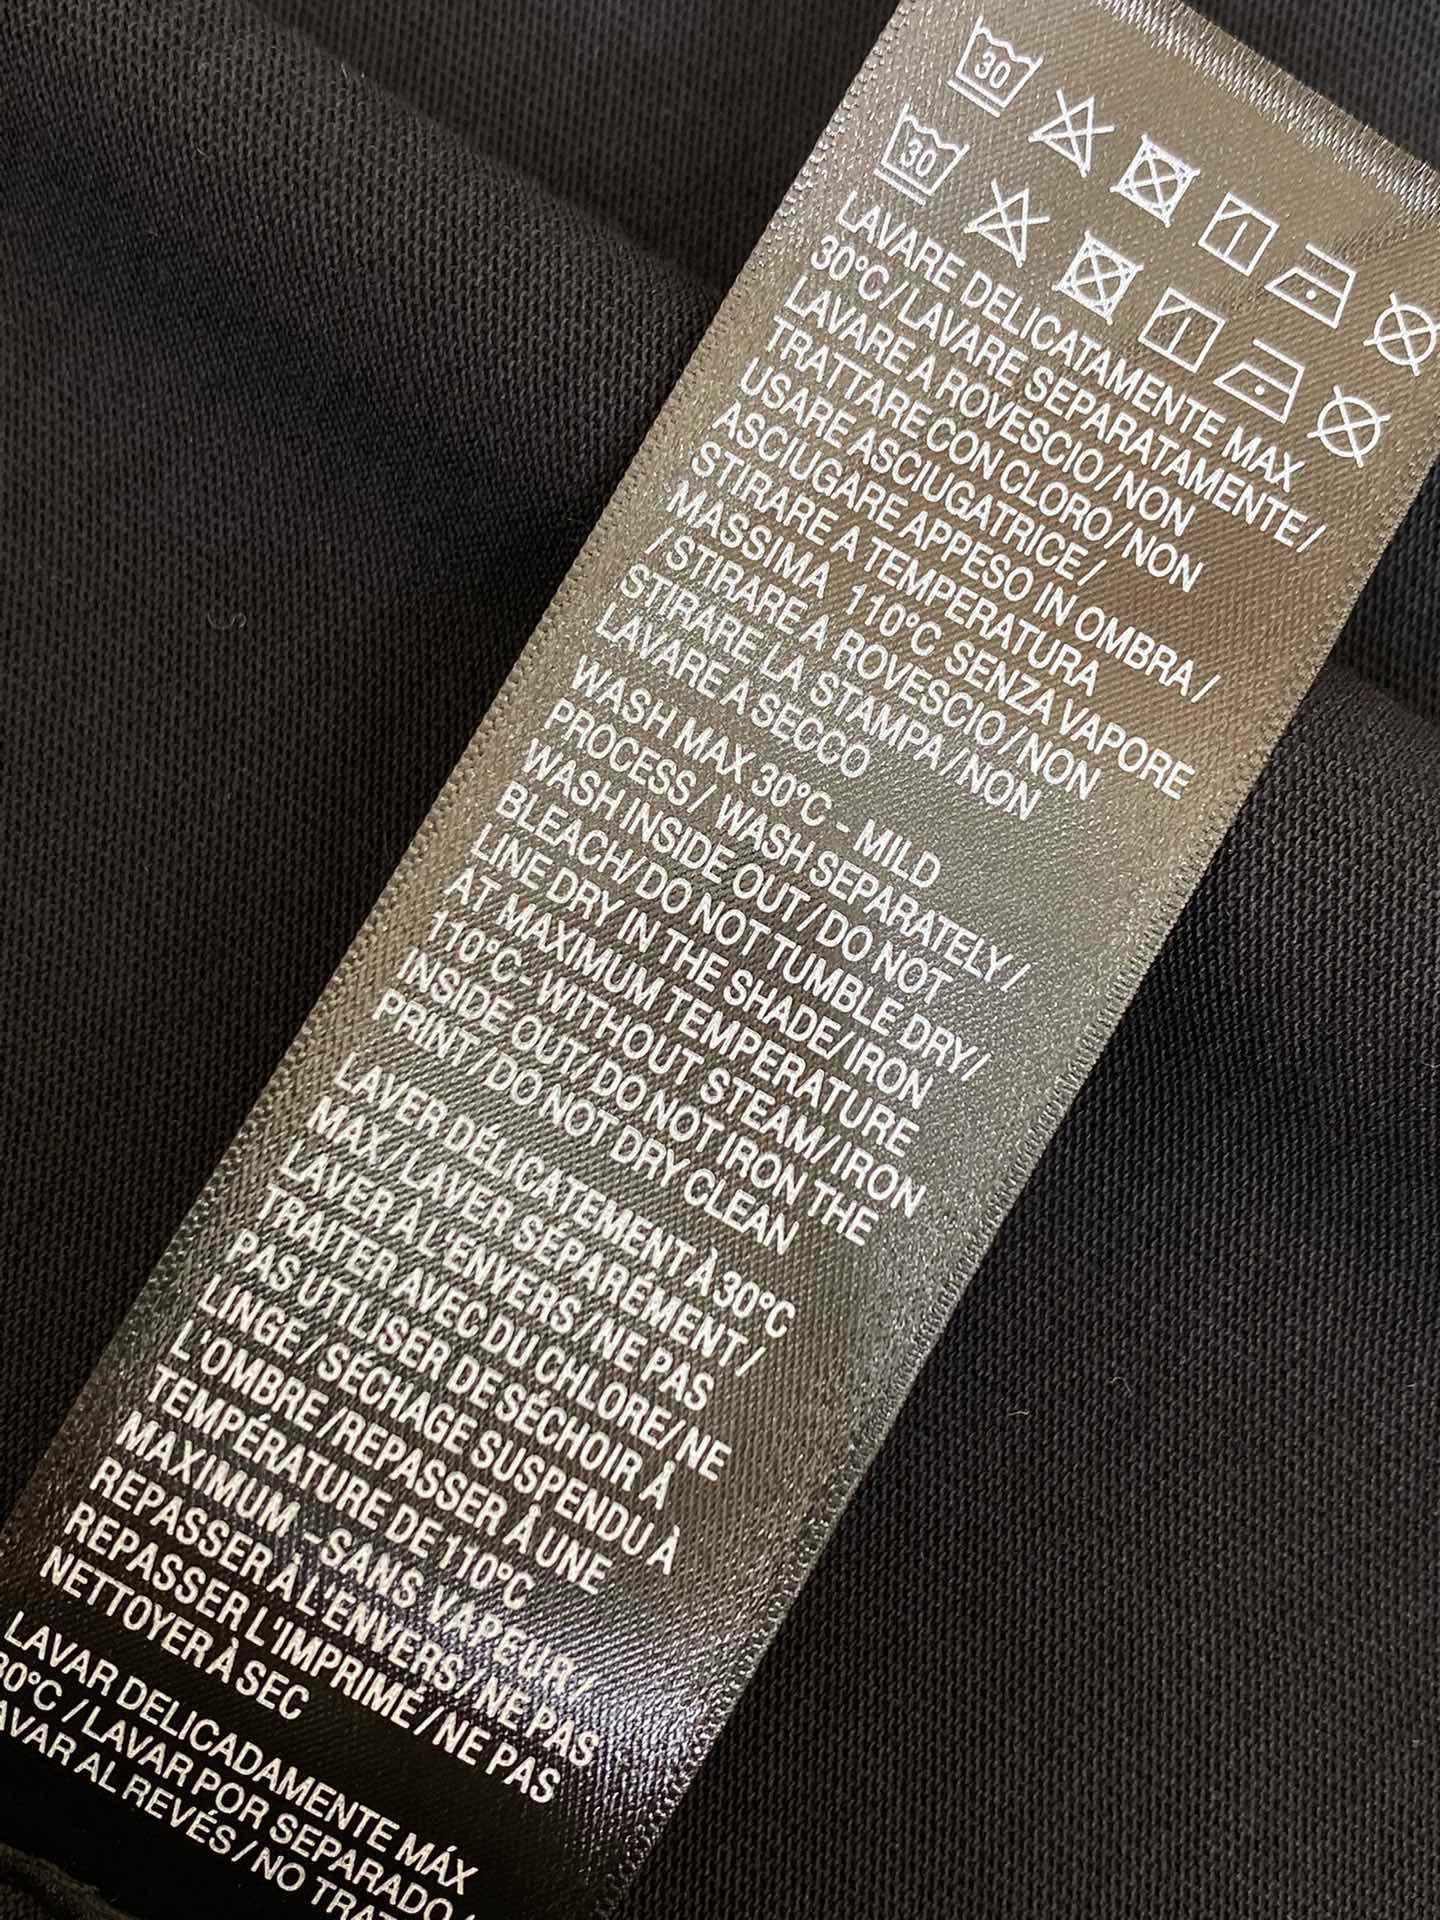 30
30
LAVARE DELICATAMENTE MAX
30°C/LAVARE SEPARATAMENTE/
LAVARE A ROVESCIO/NON
TRATTARE CON CLORO/NON
USARE ASCIUGATRICE/
ASCIUGARE APPESO IN OMBRA/
STIRARE A TEMPERATURA
MASSIMA 110°C SENZA VAPORE
/STIRARE A ROVESCIO/NON
STIRARE LA STAMPA/NON
LAVARE A SECCO
WASH MAX 30°C - MILD
PROCESS/ WASH SEPARATELY/
WASH INSIDE OUT/DO NOT
BLEACH/DO NOT TUMBLE DRY/
LINE DRY IN THE SHADE/IRON
AT MAXIMUM TEMPERATURE
110°C-WITHOUT STEAM/IRON
INSIDE OUT/DO NOT IRON THE
PRINT/DO NOT DRY CLEAN
LAVER DÉLICATEMENT À 30°C
MAX/LAVER SÉPARÉMENT/
LAVER À L'ENVERS/NE PAS
TRAITER AVEC DU CHLORE/NE
PAS UTILISER DE SÉCHOIR À
LINGE/SÉCHAGE SUSPENDU À
L'OMBRE/REPASSER À UNE
TEMPÉRATURE DE 110°C
MAXIMUM -SANS VAPEUR/
REPASSER À L'ENVERS/NE PAS
REPASSER L'IMPRIMÉ/NE PAS
NETTOYER À SEC
LAVAR DELICADAMENTE MÁX
30°C/LAVAR POR SEPARADO/
LAVAR AL REVÉS/NO